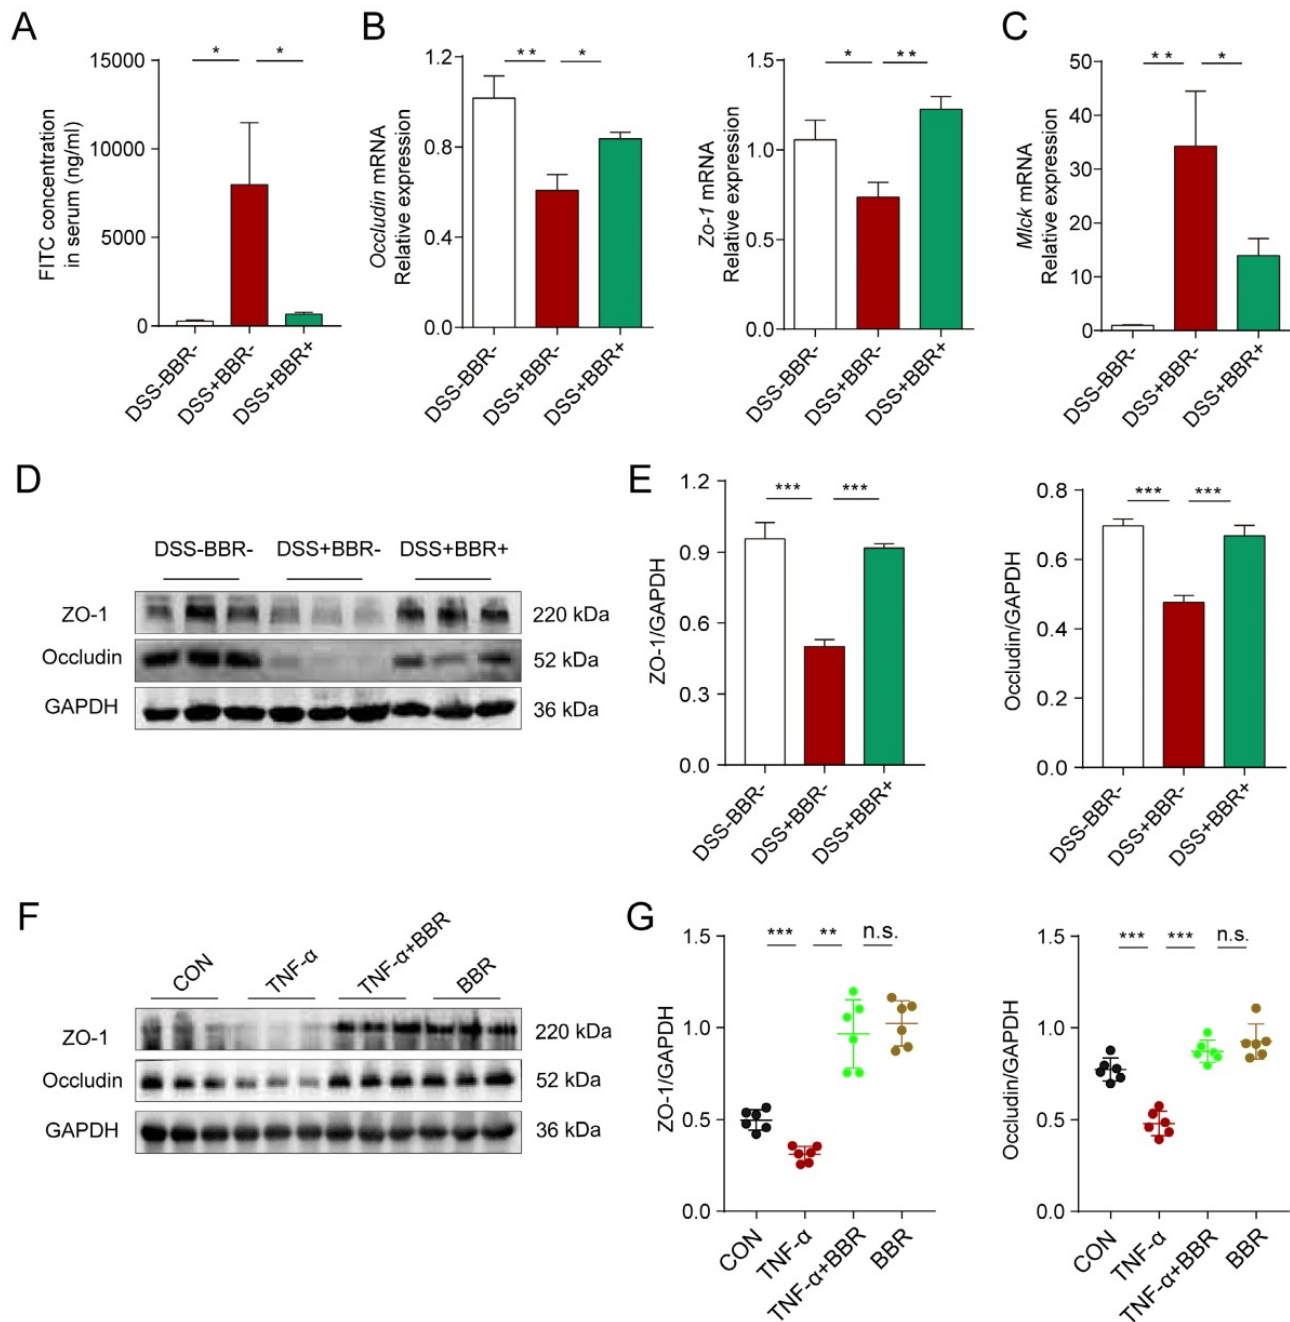 A
FITC concentration
in serum (ng/ml)
15000
10000
5000
0
* *
DSS-BBR-
DSS+BBR-
DSS+BBR+
B
Occludin mRNA
Relative expression
1.2
0.8
0.4
0.0
** *
DSS-BBR-
DSS+BBR-
DSS+BBR+
Zo-1 mRNA
Relative expression
1.5
1.0
0.5
0.0
* **
DSS-BBR-
DSS+BBR-
DSS+BBR+
C
Mlck mRNA
Relative expression
50
40
30
20
10
0
** *
DSS-BBR-
DSS+BBR-
DSS+BBR+
D
DSS-BBR- DSS+BBR- DSS+BBR+
ZO-1 220 kDa
Occludin 52 kDa
GAPDH 36 kDa
E
ZO-1/GAPDH
1.2
0.9
0.6
0.3
0.0
*** ***
DSS-BBR-
DSS+BBR-
DSS+BBR+
Occludin/GAPDH
0.8
0.6
0.4
0.2
0.0
*** ***
DSS-BBR-
DSS+BBR-
DSS+BBR+
F
CON TNF-α TNF-α+BBR BBR
ZO-1 220 kDa
Occludin 52 kDa
GAPDH 36 kDa
G
ZO-1/GAPDH
1.5
1.0
0.5
0.0
*** ** n.s.
CON
TNF-α
TNF-α+BBR
BBR
Occludin/GAPDH
1.5
1.0
0.5
0.0
*** *** n.s.
CON
TNF-α
TNF-α+BBR
BBR